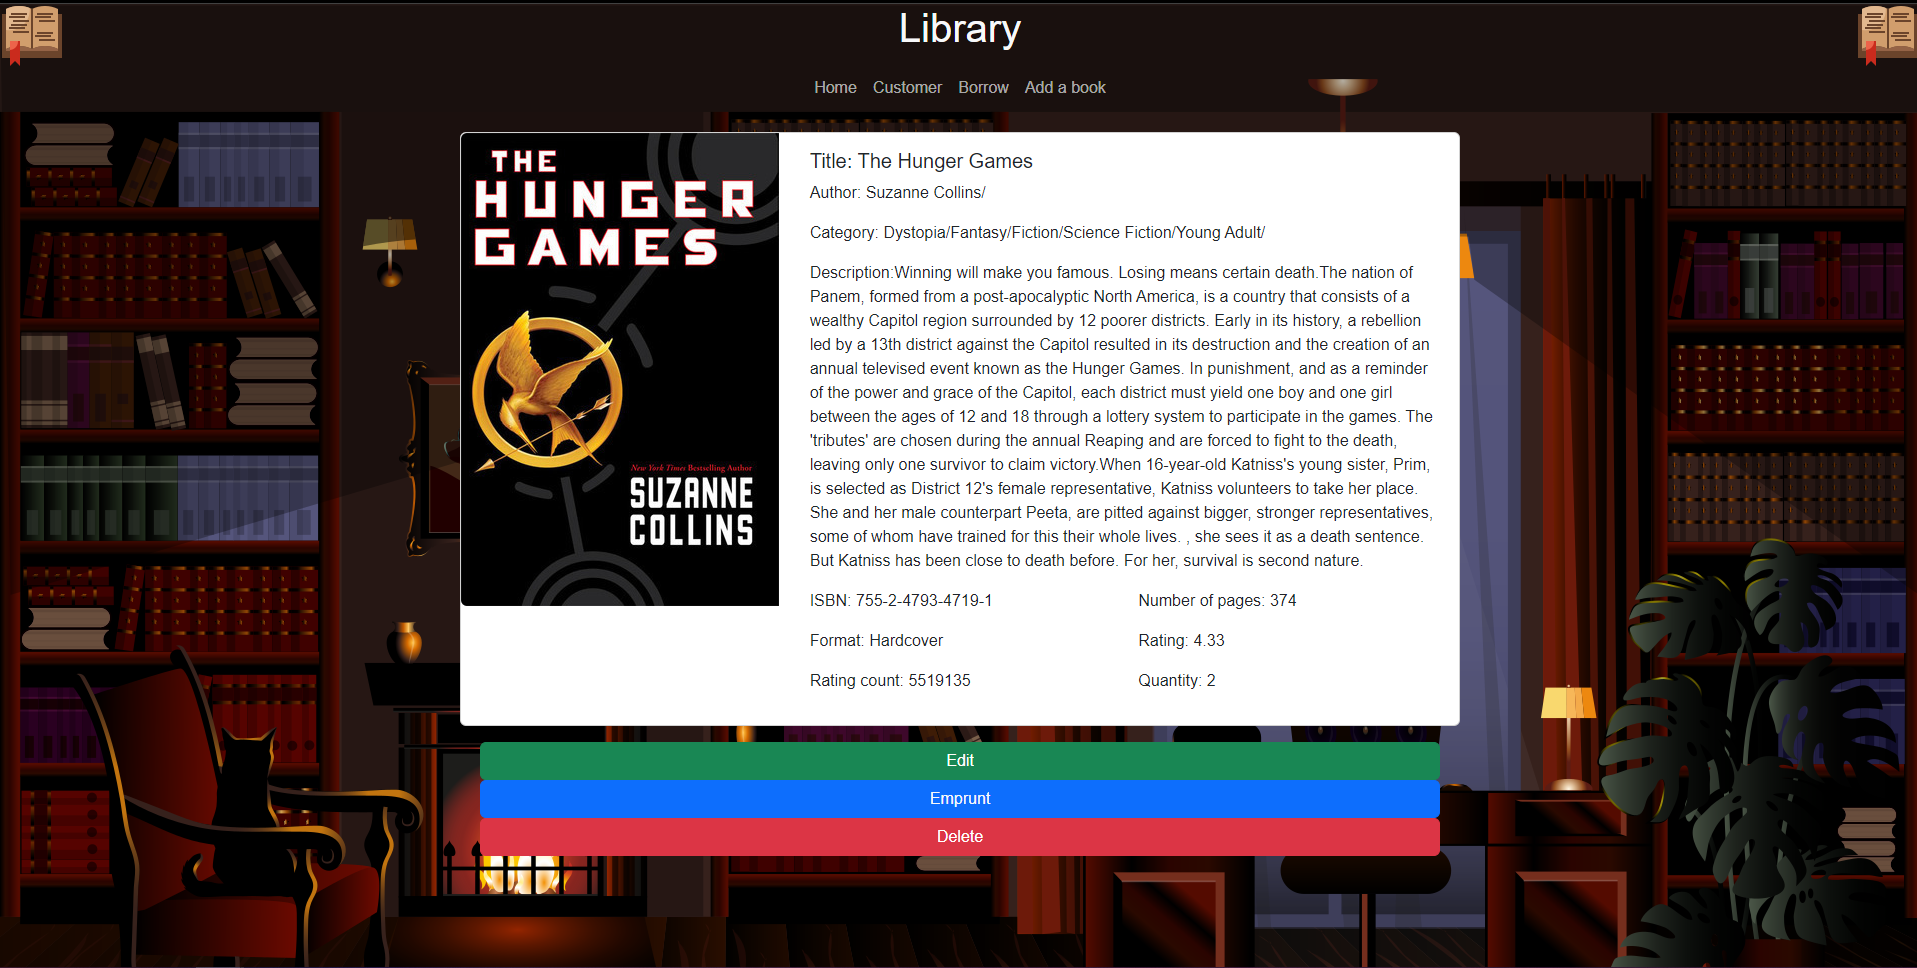 Library
Home Customer Borrow Add a book
THE
HUNGER
GAMES
New York Times Bestselling Author
SUZANNE
COLLINS
Title: The Hunger Games
Author: Suzanne Collins/
Category: Dystopia/Fantasy/Fiction/Science Fiction/Young Adult/
Description:Winning will make you famous. Losing means certain death.The nation of
Panem, formed from a post-apocalyptic North America, is a country that consists of a
wealthy Capitol region surrounded by 12 poorer districts. Early in its history, a rebellion
led by a 13th district against the Capitol resulted in its destruction and the creation of an
annual televised event known as the Hunger Games. In punishment, and as a reminder
of the power and grace of the Capitol, each district must yield one boy and one girl
between the ages of 12 and 18 through a lottery system to participate in the games. The
'tributes' are chosen during the annual Reaping and are forced to fight to the death,
leaving only one survivor to claim victory.When 16-year-old Katniss's young sister, Prim,
is selected as District 12's female representative, Katniss volunteers to take her place.
She and her male counterpart Peeta, are pitted against bigger, stronger representatives,
some of whom have trained for this their whole lives. , she sees it as a death sentence.
But Katniss has been close to death before. For her, survival is second nature.
ISBN: 755-2-4793-4719-1 Number of pages: 374
Format: Hardcover Rating: 4.33
Rating count: 5519135 Quantity: 2
Edit
Emprunt
Delete